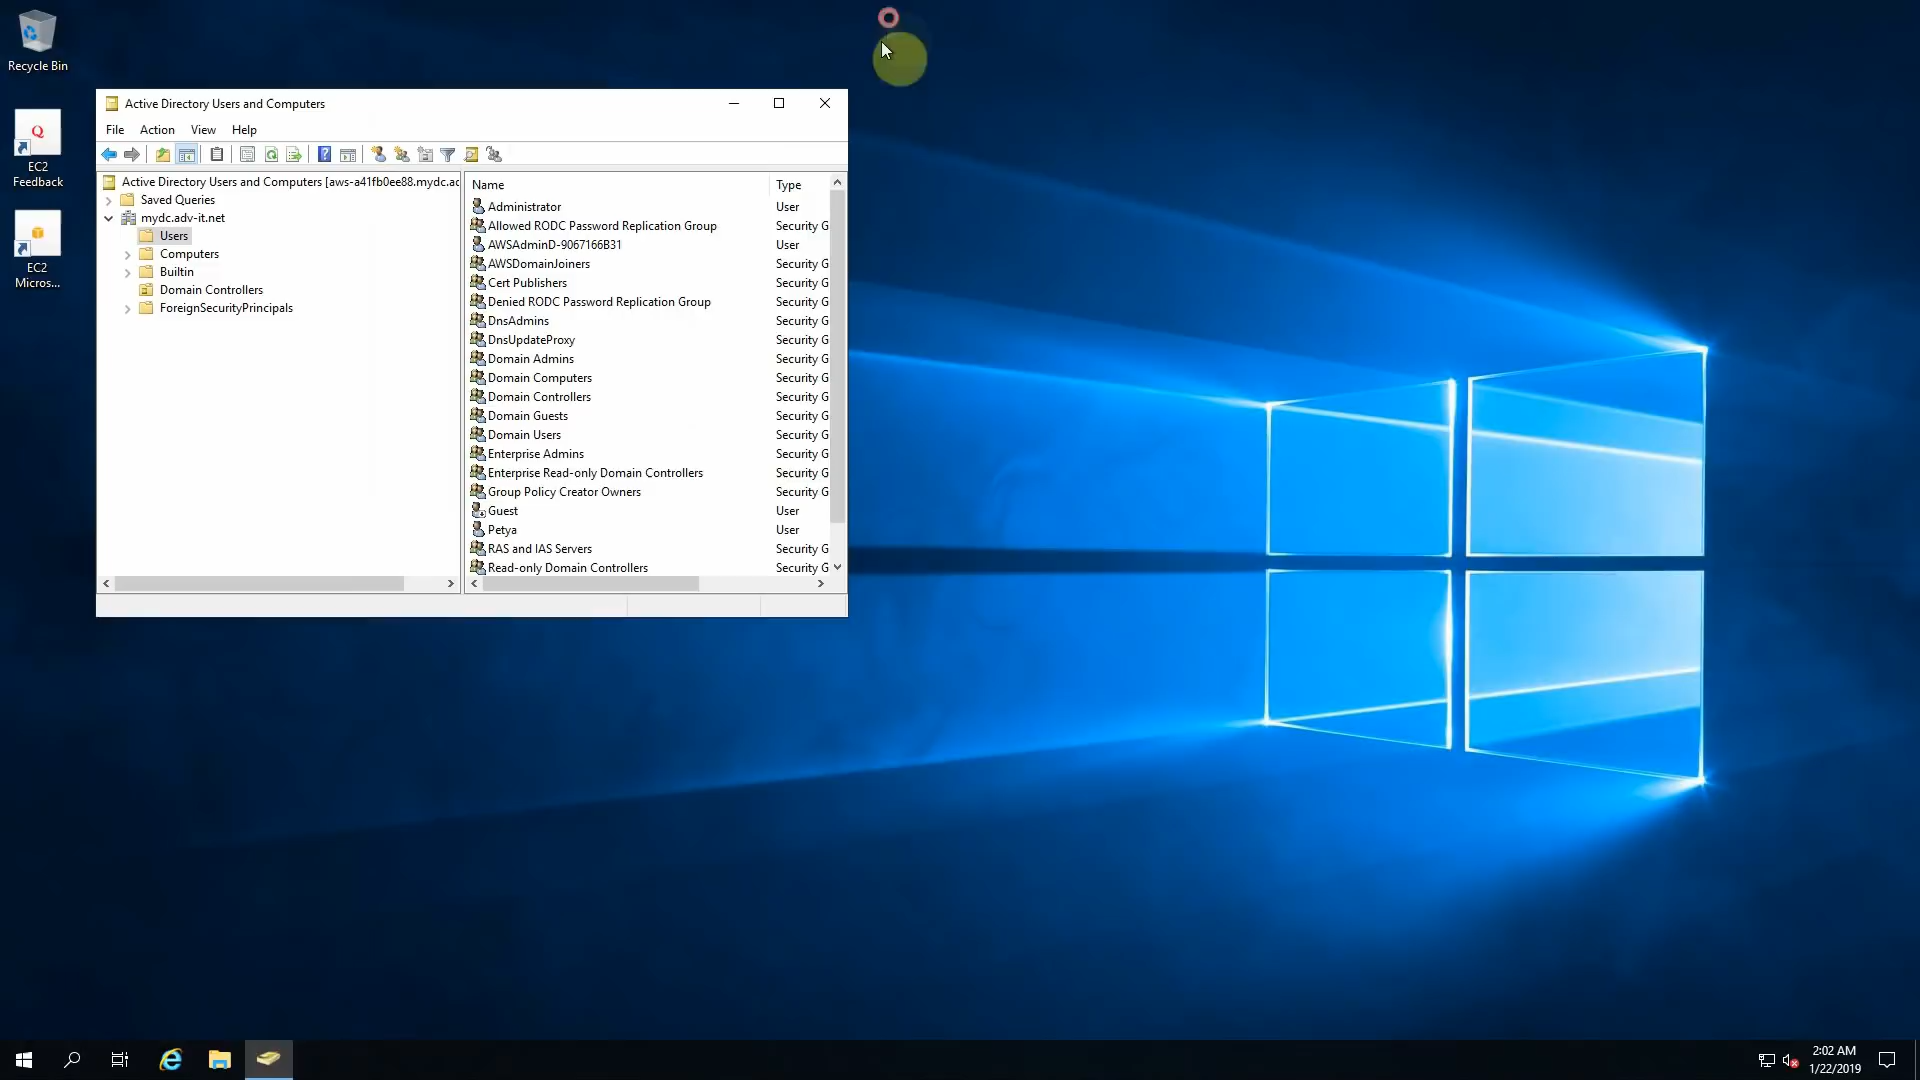 Recycle Bin
Q
EC2
Feedback
EC2
Micros...
Active Directory Users and Computers
File Action View Help
Active Directory Users and Computers [aws-a41fb0ee88.mydc.ac
Saved Queries
mydc.adv-it.net
Users
Computers
Builtin
Domain Controllers
ForeignSecurityPrincipals
Name Type
Administrator User
Allowed RODC Password Replication Group Security G
AWSAdminD-9067166B31 User
AWSDomainJoiners Security G
Cert Publishers Security G
Denied RODC Password Replication Group Security G
DnsAdmins Security G
DnsUpdateProxy Security G
Domain Admins Security G
Domain Computers Security G
Domain Controllers Security G
Domain Guests Security G
Domain Users Security G
Enterprise Admins Security G
Enterprise Read-only Domain Controllers Security G
Group Policy Creator Owners Security G
Guest User
Petya User
RAS and IAS Servers Security G
Read-only Domain Controllers Security G
2:02 AM
1/22/2019